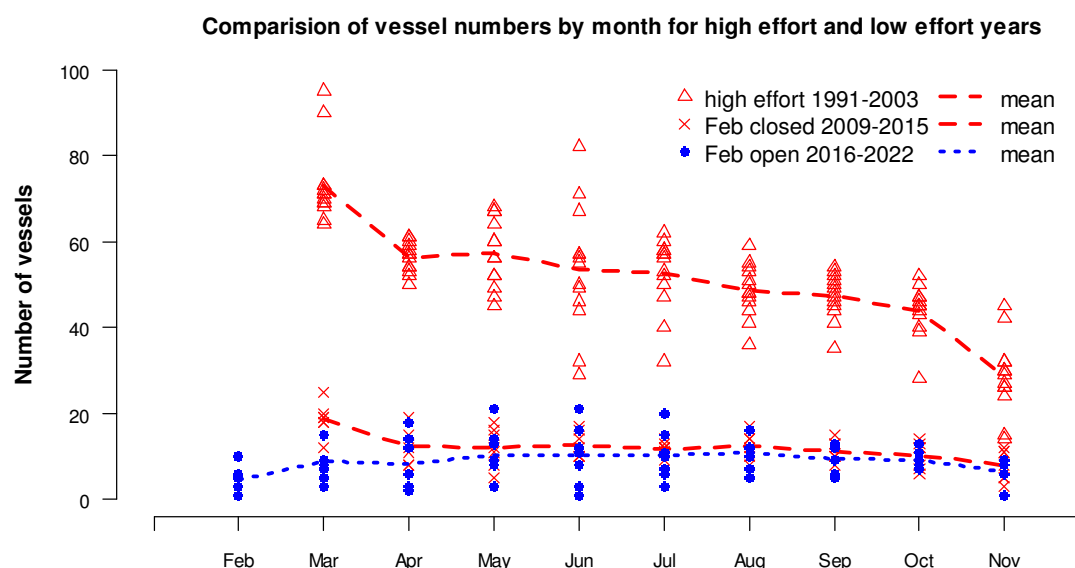 Comparision of vessel numbers by month for high effort and low effort years
100
80
60
40
20
0
Number of vessels
high effort 1991-2003 mean
Feb closed 2009-2015 mean
Feb open 2016-2022 mean
Feb Mar Apr May Jun Jul Aug Sep Oct Nov